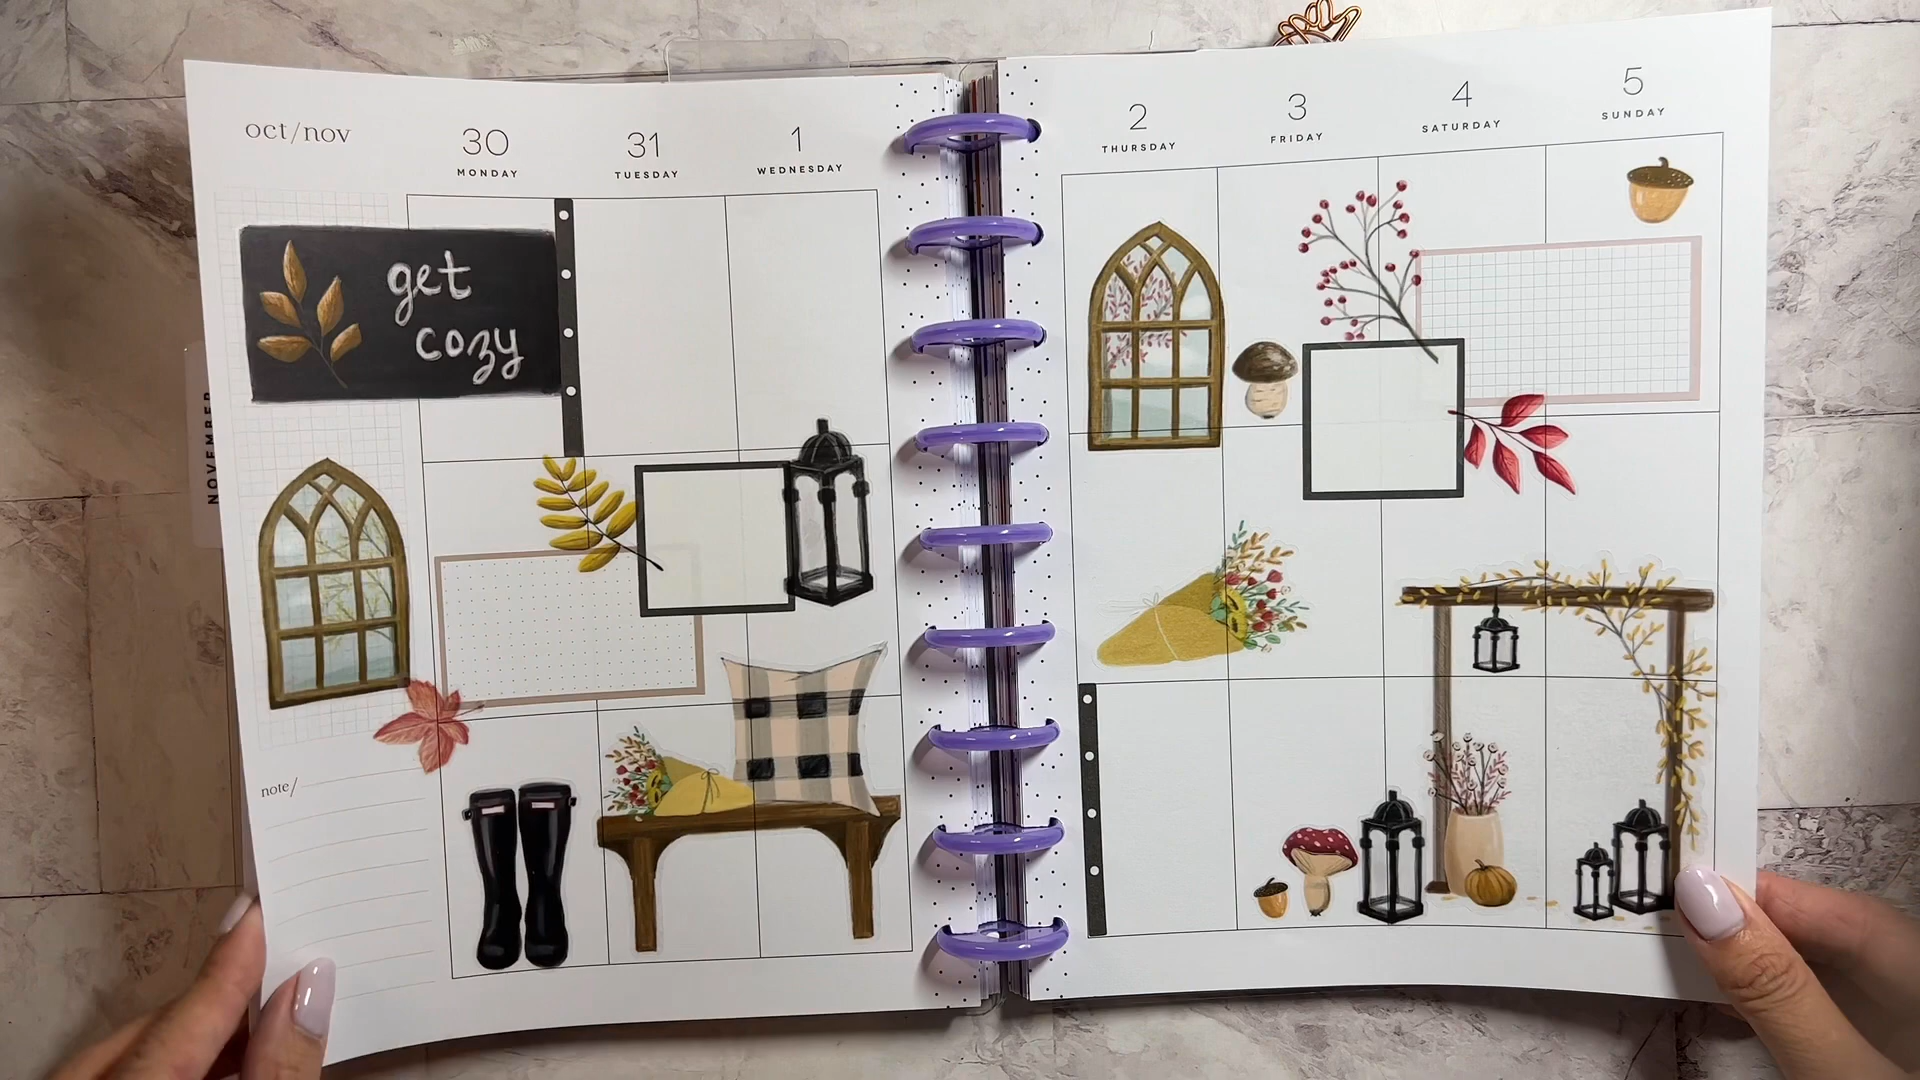 oct/nov
30
MONDAY
31
TUESDAY
1
WEDNESDAY
2
THURSDAY
3
FRIDAY
4
SATURDAY
5
SUNDAY
get
cozy
NOVEMBER
note/